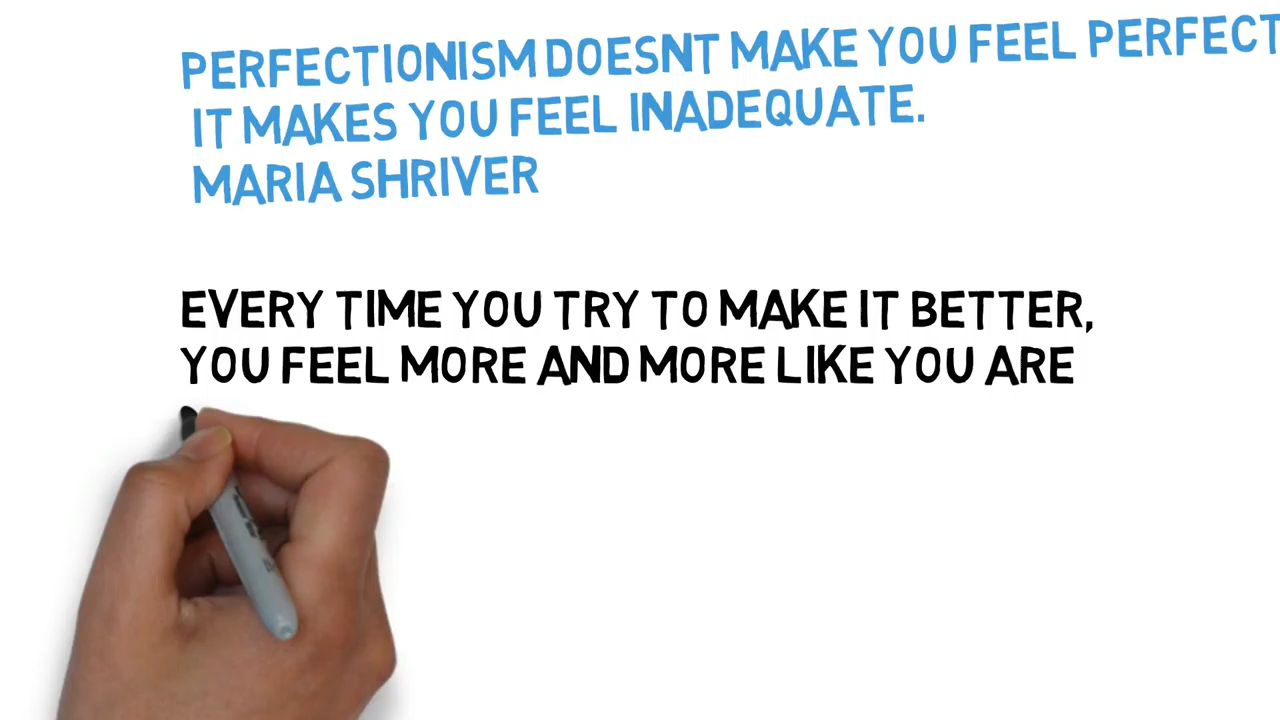 PERFECTIONISM DOESNT MAKE YOU FEEL PERFECT
IT MAKES YOU FEEL INADEQUATE.
MARIA SHRIVER
EVERY TIME YOU TRY TO MAKE IT BETTER,
YOU FEEL MORE AND MORE LIKE YOU ARE